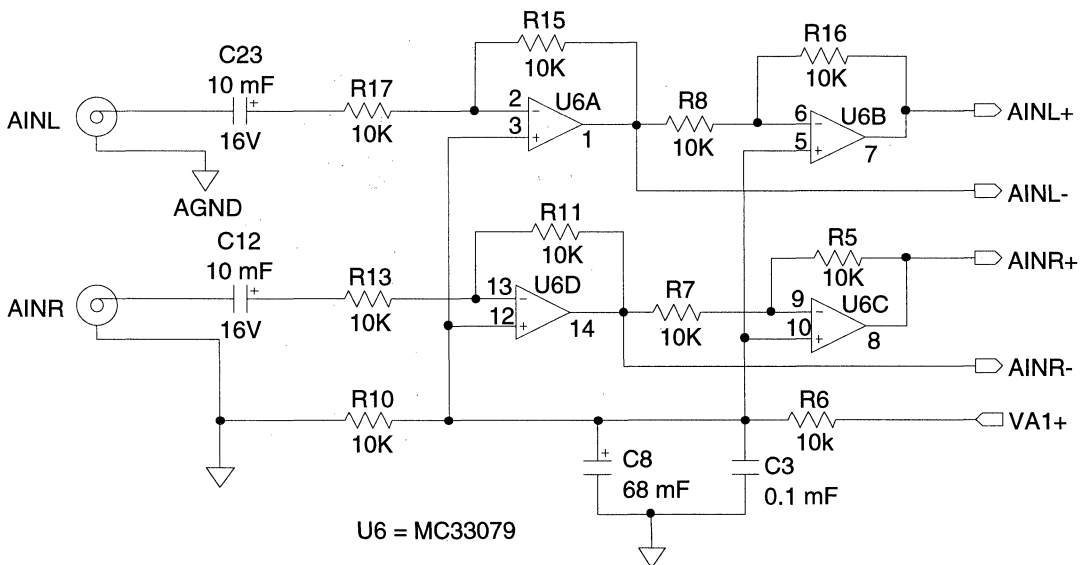 R15
10K
R16
10K
C23
10 mF
+
16V
R17
10K
AINL
AGND
2
3
-
+
U6A
1
R8
10K
6
5
-
+
U6B
7
AINL+
AINL-
C12
10 mF
+
16V
R13
10K
AINR
R11
10K
13
12
-
+
U6D
14
R7
10K
R5
10K
9
10
-
+
U6C
8
AINR+
AINR-
R10
10K
R6
10k
VA1+
+
C8
68 mF
C3
0.1 mF
U6 = MC33079